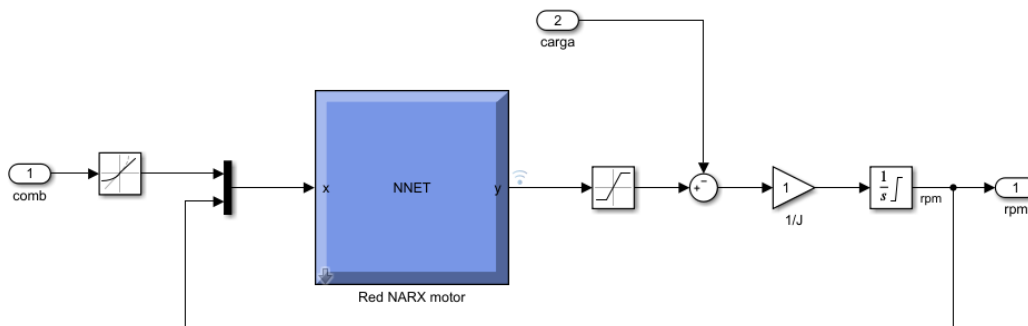 2
carga
1
comb
x
NNET
y
Red NARX motor
+
−
1
1/J
1
s
rpm
1
rpm